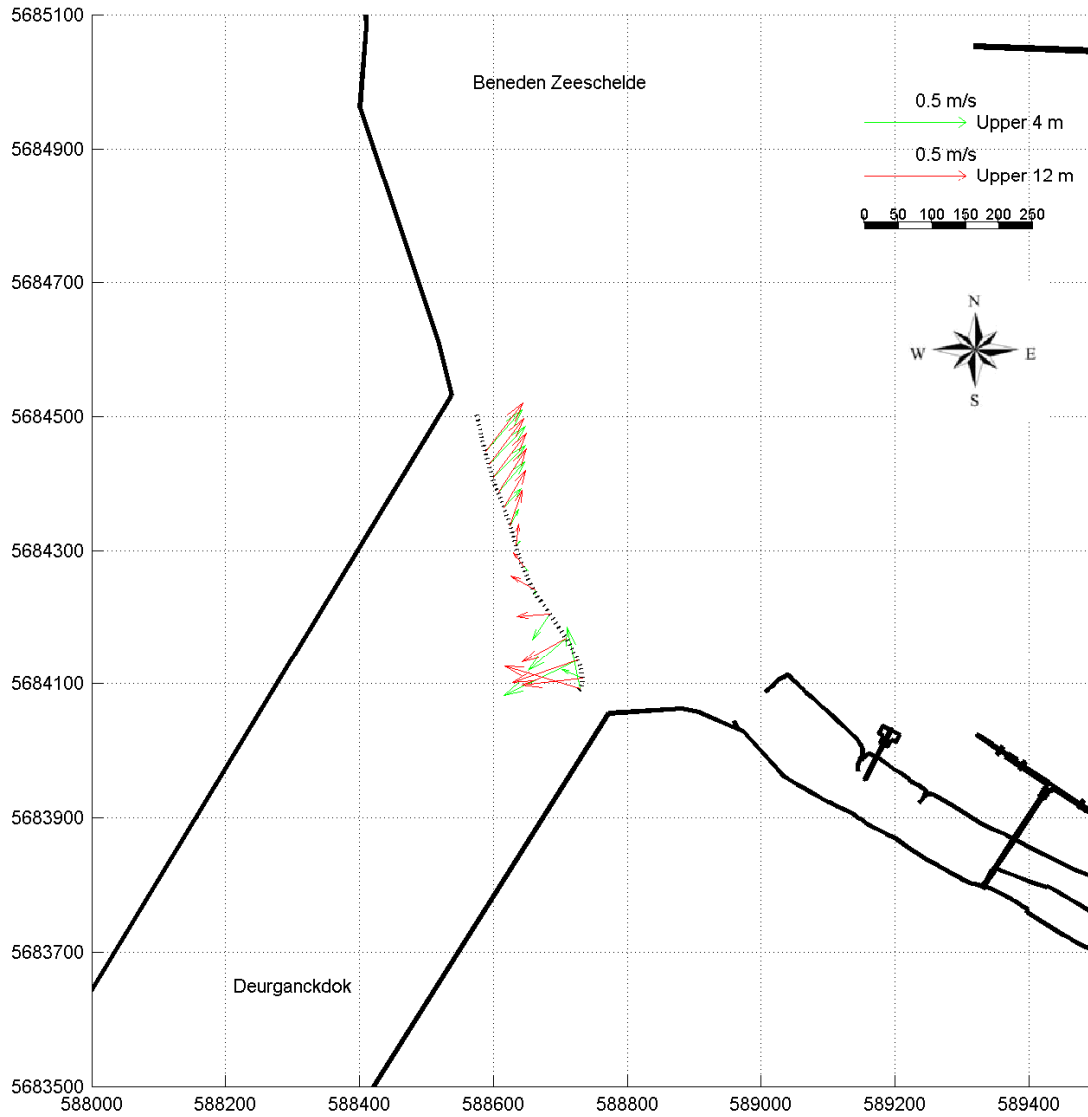 5685100
Beneden Zeeschelde
0.5 m/s
Upper 4 m
5684900
0.5 m/s
Upper 12 m
0 50 100 150 200 250
5684700
N
W E
S
5684500
5684300
5684100
5683900
5683700
Deurganckdok
5683500
588000 588200 588400 588600 588800 589000 589200 589400